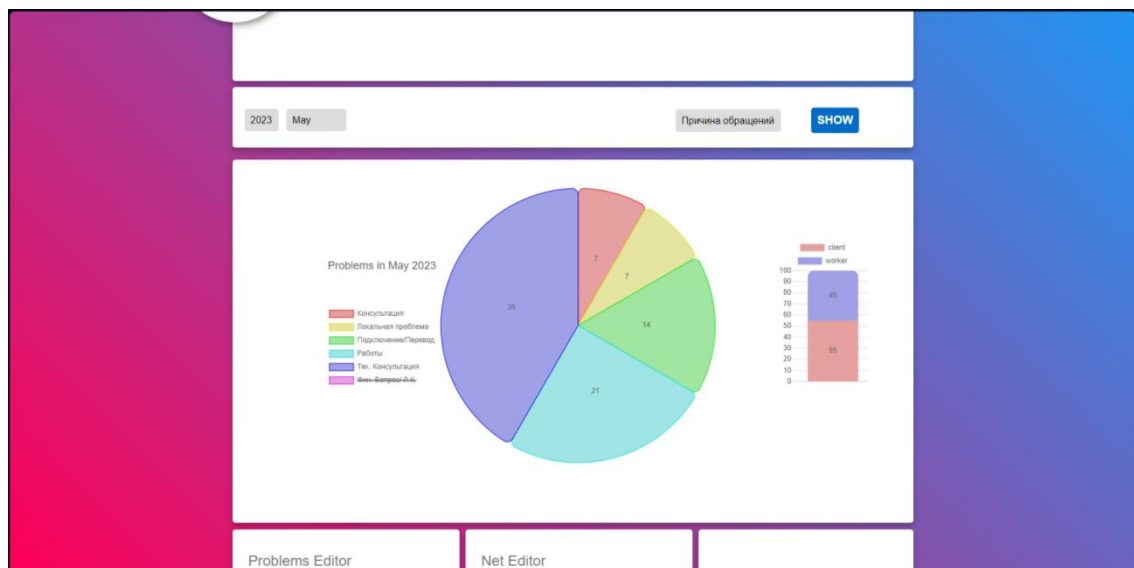 2023 May Причина обращений SHOW
Problems in May 2023
Консультация
Локальная проблема
Подключение/Перевод
Работы
Тех. Консультация
Фин. Вопрос/ Л.К.
7
7
14
21
35
client
worker
100
90
80
70
60
50
40
30
20
10
0
45
55
Problems Editor
Net Editor